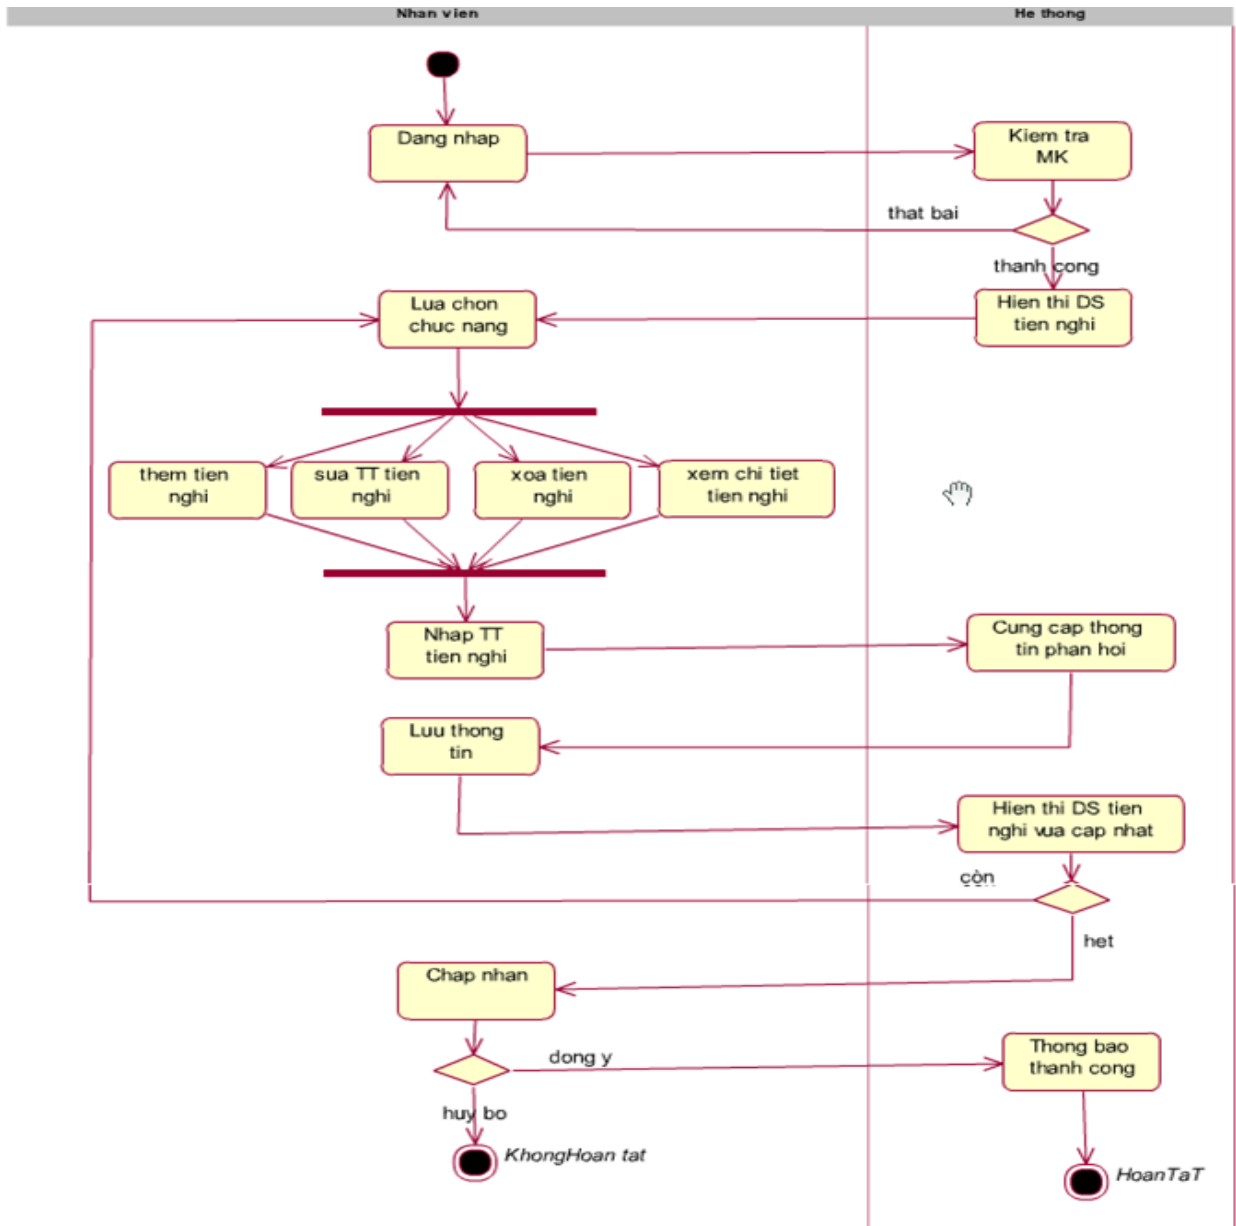 Nhan vien
He thong
Dang nhap
Kiem tra
MK
that bai
thanh cong
Lua chon
chuc nang
Hien thi DS
tien nghi
them tien
nghi
sua TT tien
nghi
xoa tien
nghi
xem chi tiet
tien nghi
Nhap TT
tien nghi
Cung cap thong
tin phan hoi
Luu thong
tin
Hien thi DS tien
nghi vua cap nhat
còn
het
Chap nhan
dong y
Thong bao
thanh cong
huy bo
KhongHoan tat
HoanTaT